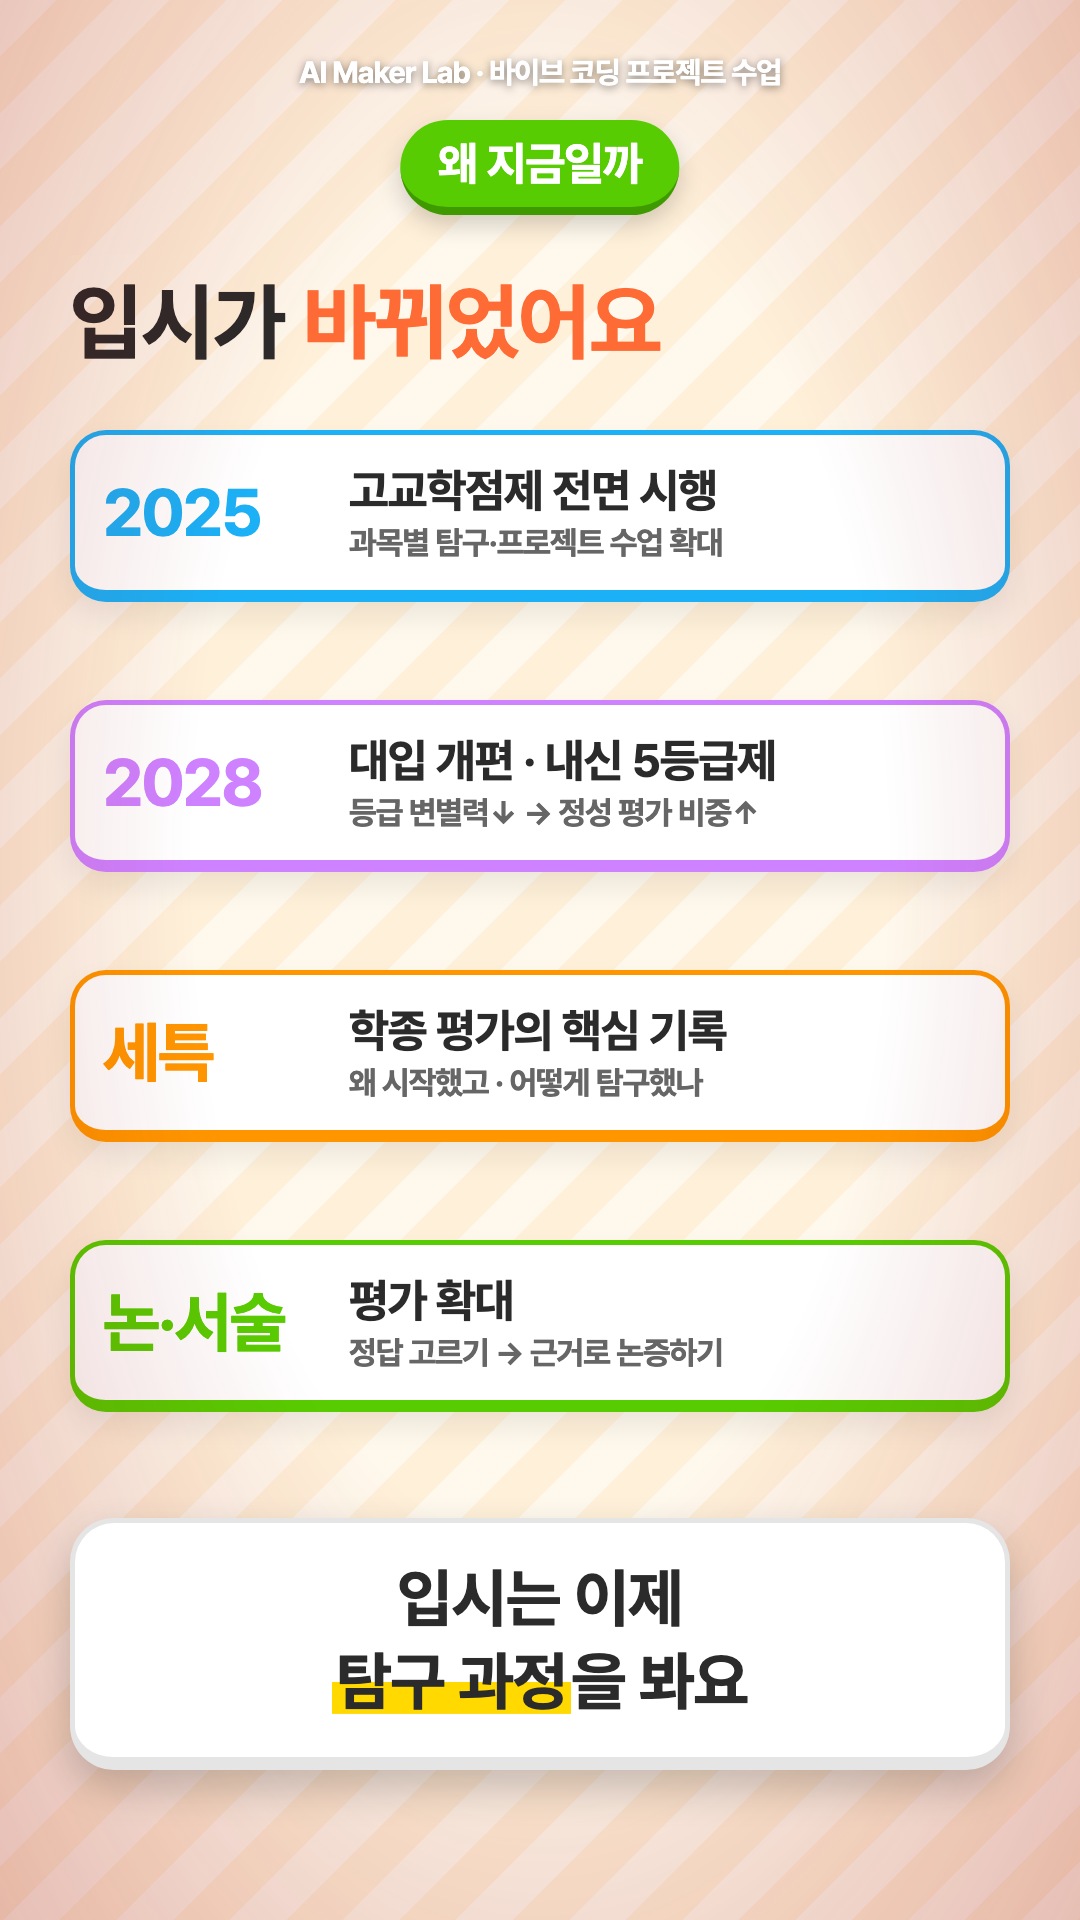 AI Maker Lab · 바이브 코딩 프로젝트 수업
왜 지금일까
입시가 바뀌었어요
2025
고교학점제 전면 시행
과목별 탐구·프로젝트 수업 확대
2028
대입 개편 · 내신 5등급제
등급 변별력↓ → 정성 평가 비중↑
세특
학종 평가의 핵심 기록
왜 시작했고 · 어떻게 탐구했나
논·서술
평가 확대
정답 고르기 → 근거로 논증하기
입시는 이제
탐구 과정을 봐요